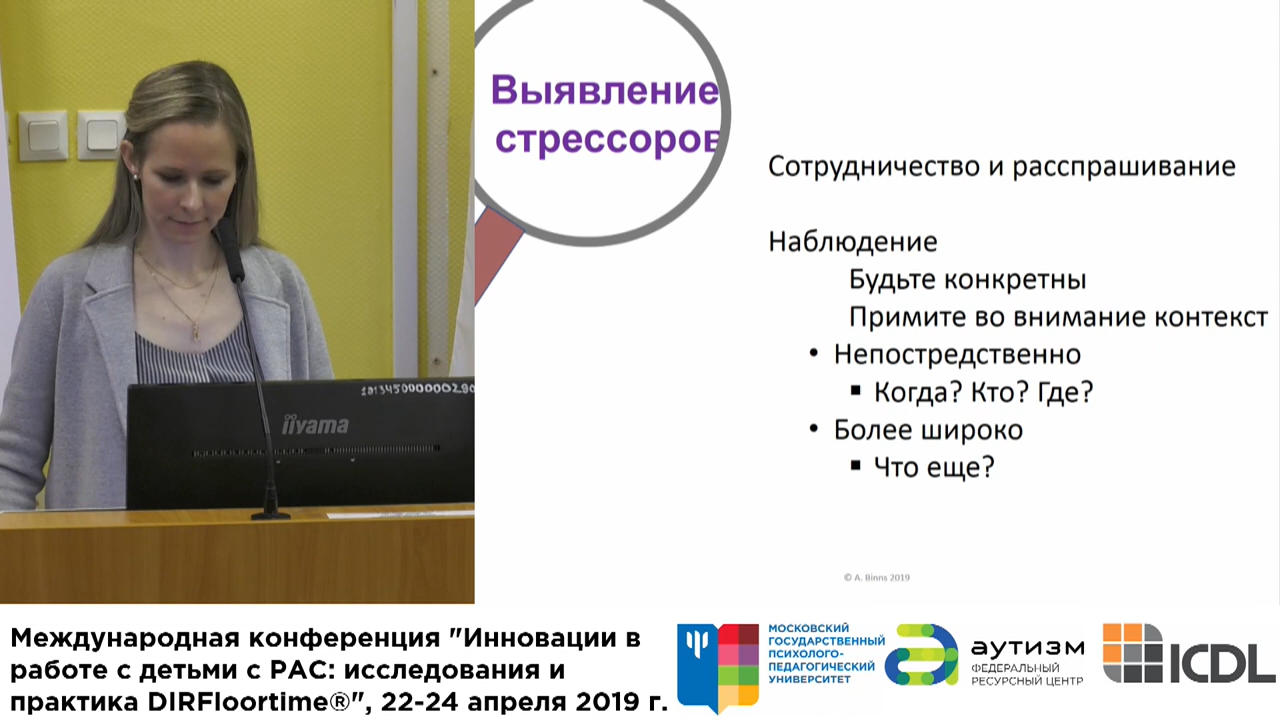 Выявление
стрессоров
Сотрудничество и расспрашивание
Наблюдение
Будьте конкретны
Примите во внимание контекст
• Непостредственно
▪ Когда? Кто? Где?
• Более широко
▪ Что еще?
© A. Binns 2019
iiyama
Международная конференция "Инновации в
работе с детьми с РАС: исследования и
практика DIRFloortime®", 22-24 апреля 2019 г.
МОСКОВСКИЙ
ГОСУДАРСТВЕННЫЙ
ПСИХОЛОГО-
ПЕДАГОГИЧЕСКИЙ
УНИВЕРСИТЕТ
аутизм
ФЕДЕРАЛЬНЫЙ
РЕСУРСНЫЙ ЦЕНТР
ICDL